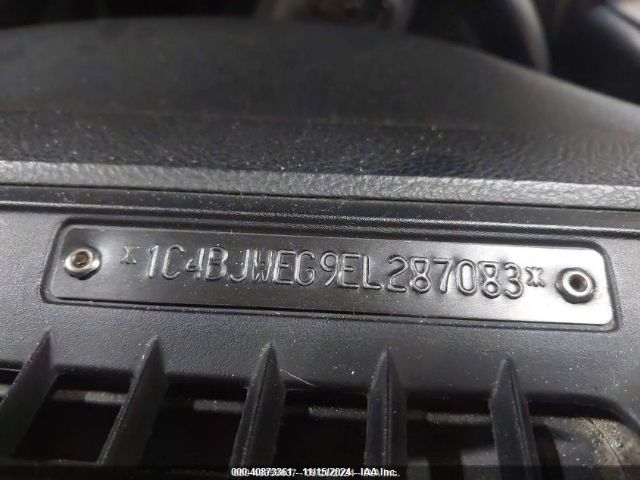 *1C4BJWEG9EL287083*
000-40873361- 11/15/2024- IAA Inc.